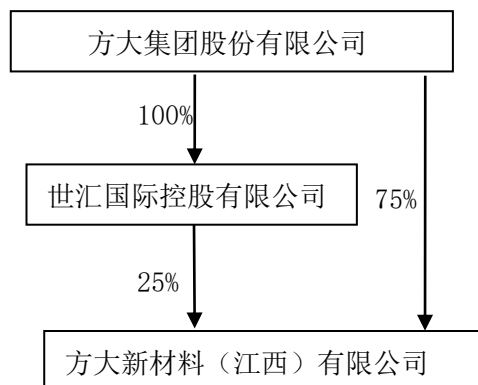 方大集团股份有限公司
100%
世汇国际控股有限公司
75%
25%
方大新材料（江西）有限公司